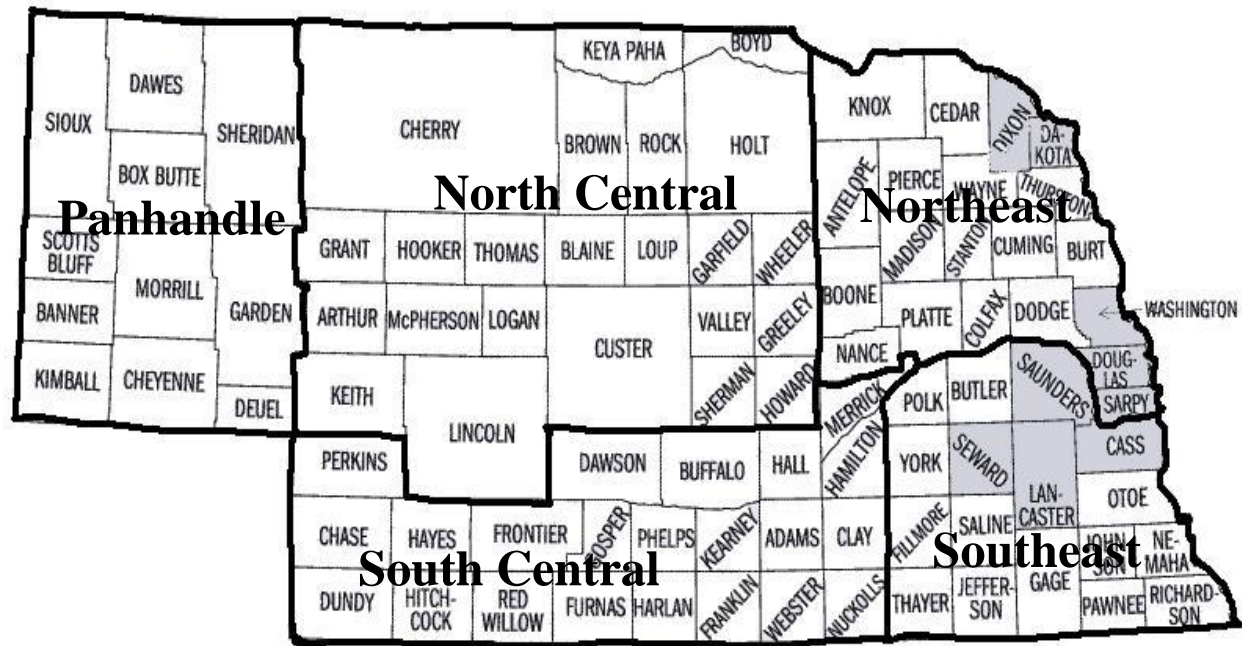 KEYA PAHA
BOYD
DAWES
SIOUX
SHERIDAN
CHERRY
BROWN
ROCK
HOLT
KNOX
CEDAR
DIXON
DA-
KOTA
BOX BUTTE
ANTELOPE
PIERCE
WAYNE
THURSTON
Panhandle
North Central
Northeast
SCOTTS
BLUFF
GRANT
HOOKER
THOMAS
BLAINE
LOUP
GARFIELD
WHEELER
MADISON
STANTON
CUMING
BURT
MORRILL
BANNER
GARDEN
ARTHUR
McPHERSON
LOGAN
CUSTER
VALLEY
GREELEY
BOONE
PLATTE
COLFAX
DODGE
WASHINGTON
NANCE
KIMBALL
CHEYENNE
DEUEL
KEITH
LINCOLN
SHERMAN
HOWARD
MERRICK
POLK
BUTLER
SAUNDERS
DOUG-
LAS
SARPY
PERKINS
DAWSON
BUFFALO
HALL
HAMILTON
YORK
SEWARD
LAN-
CASTER
CASS
OTOE
CHASE
HAYES
FRONTIER
GOSPER
PHELPS
KEARNEY
ADAMS
CLAY
FILLMORE
SALINE
JOHN-
SON
NE-
MAHA
South Central
Southeast
DUNDY
HITCH-
COCK
RED
WILLOW
FURNAS
HARLAN
FRANKLIN
WEBSTER
NUCKOLLS
THAYER
JEFFER-
SON
GAGE
PAWNEE
RICHARD-
SON